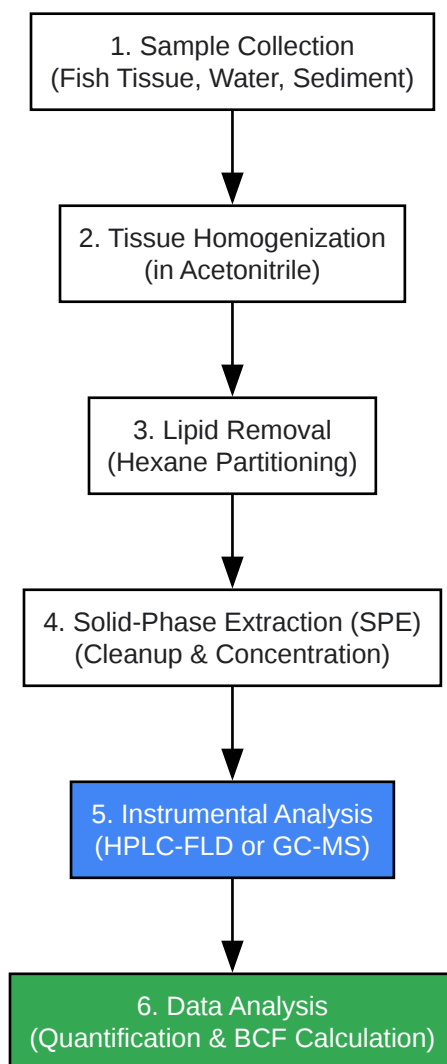 1. Sample Collection
(Fish Tissue, Water, Sediment)
2. Tissue Homogenization
(in Acetonitrile)
3. Lipid Removal
(Hexane Partitioning)
4. Solid-Phase Extraction (SPE)
(Cleanup & Concentration)
5. Instrumental Analysis
(HPLC-FLD or GC-MS)
6. Data Analysis
(Quantification & BCF Calculation)